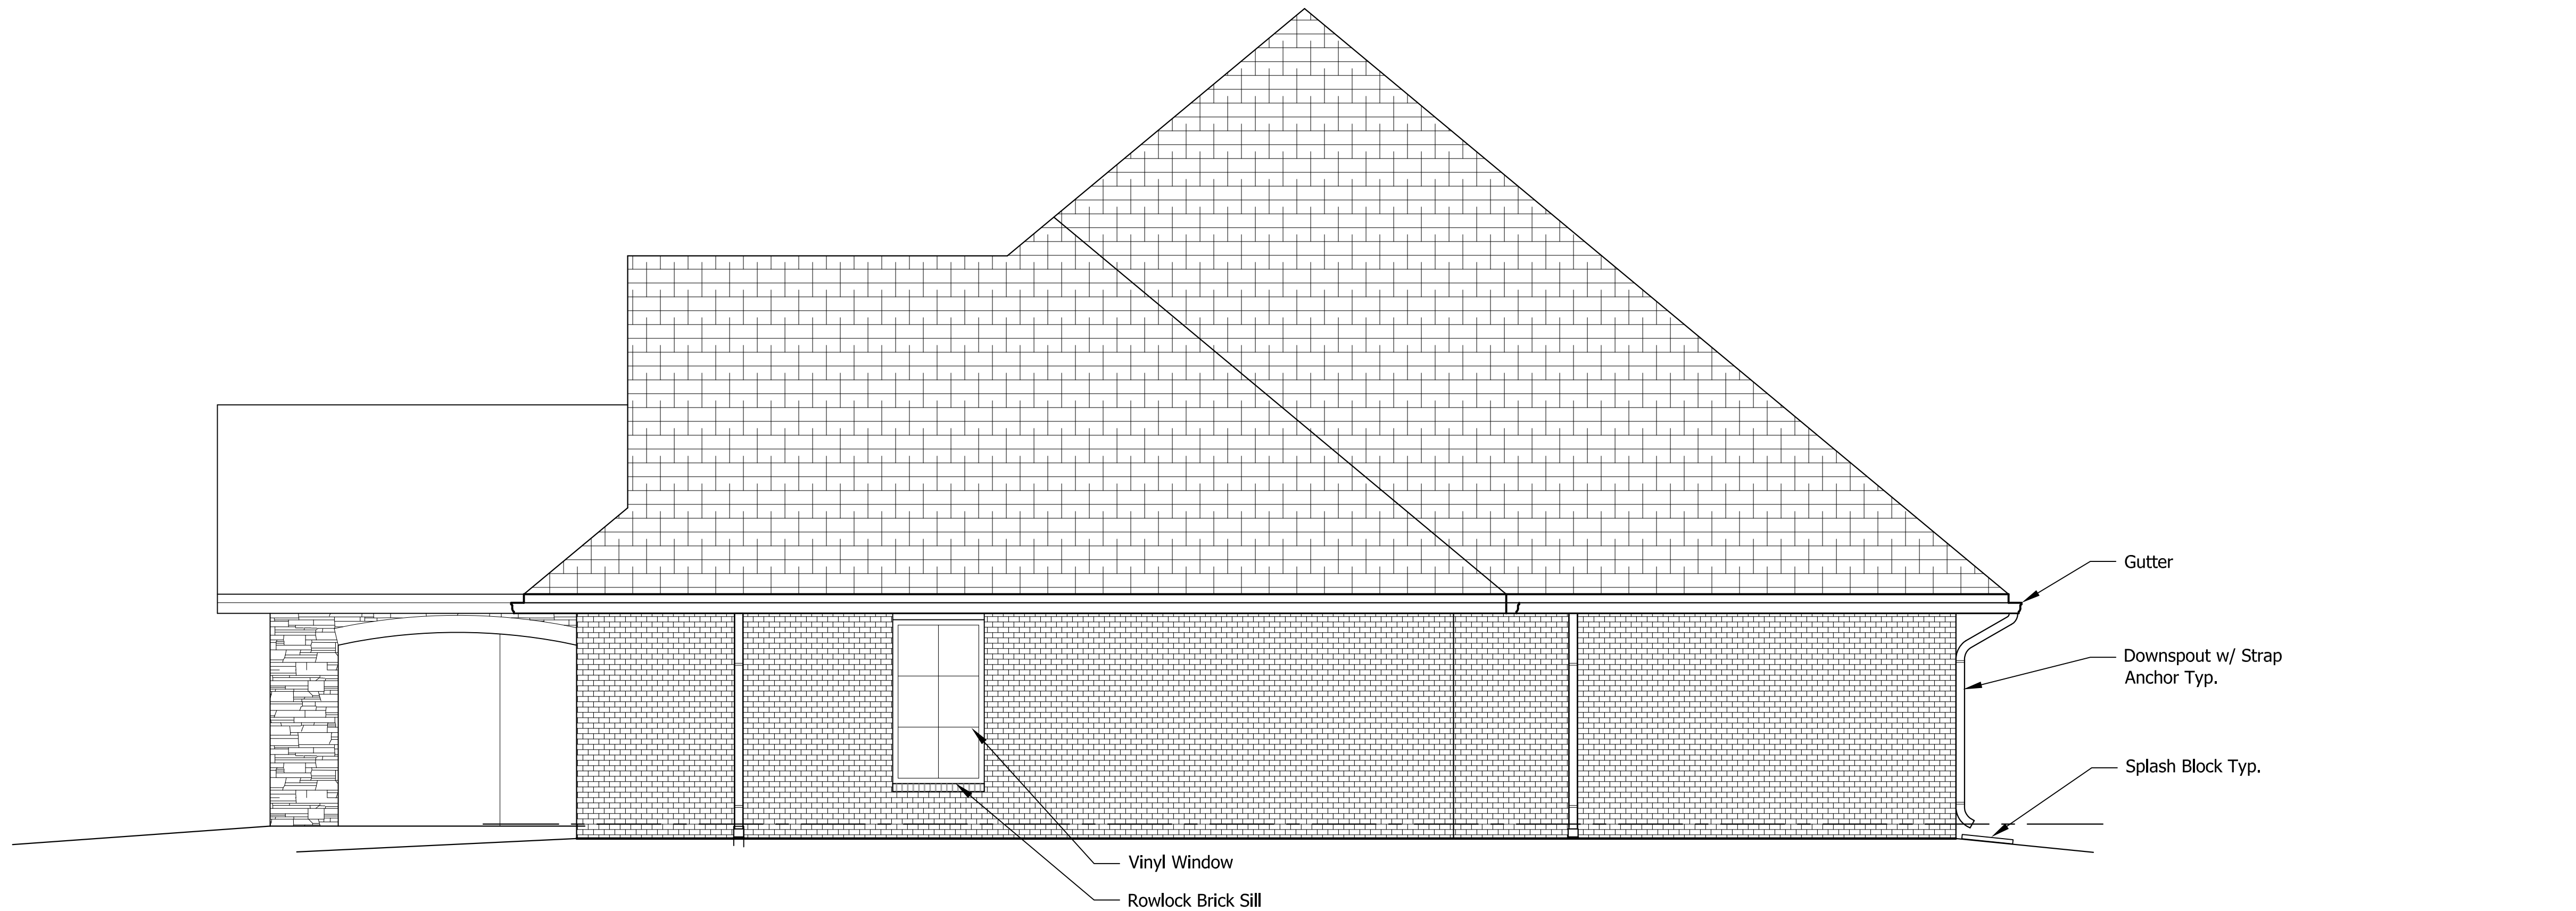 Gutter
Downspout w/ Strap
Anchor Typ.
Splash Block Typ.
Vinyl Window
Rowlock Brick Sill